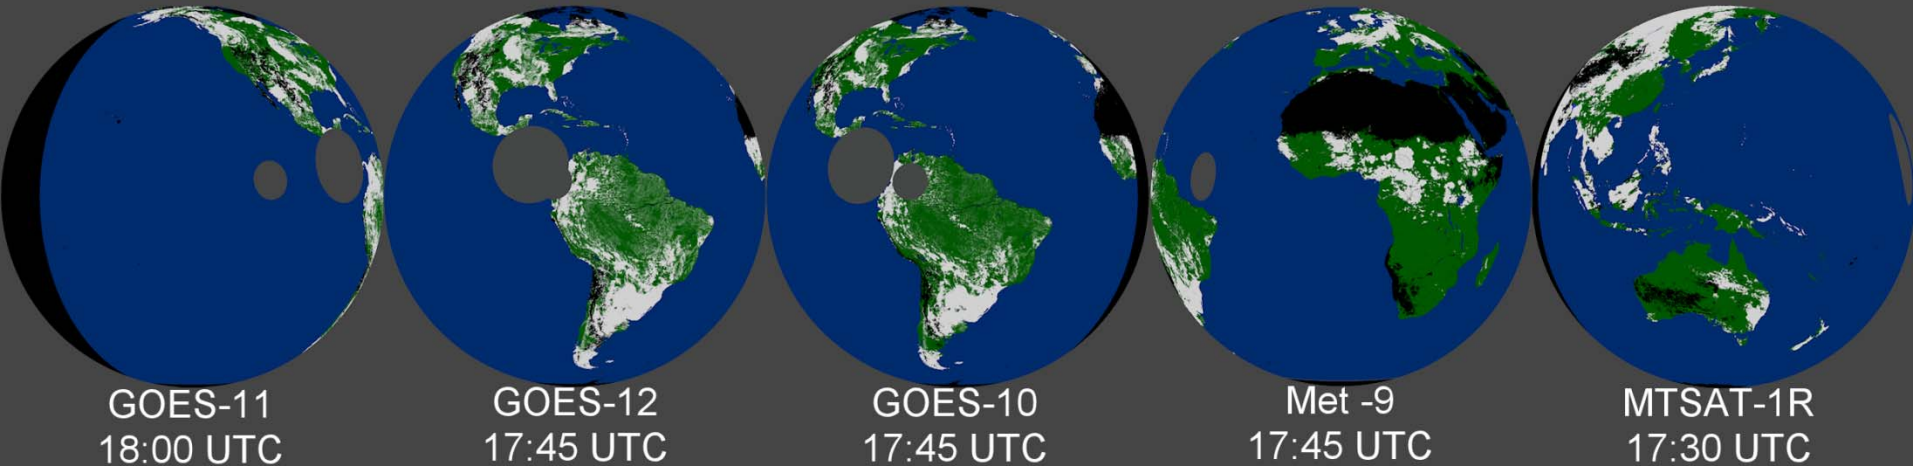 GOES-11
18:00 UTC
GOES-12
17:45 UTC
GOES-10
17:45 UTC
Met -9
17:45 UTC
MTSAT-1R
17:30 UTC